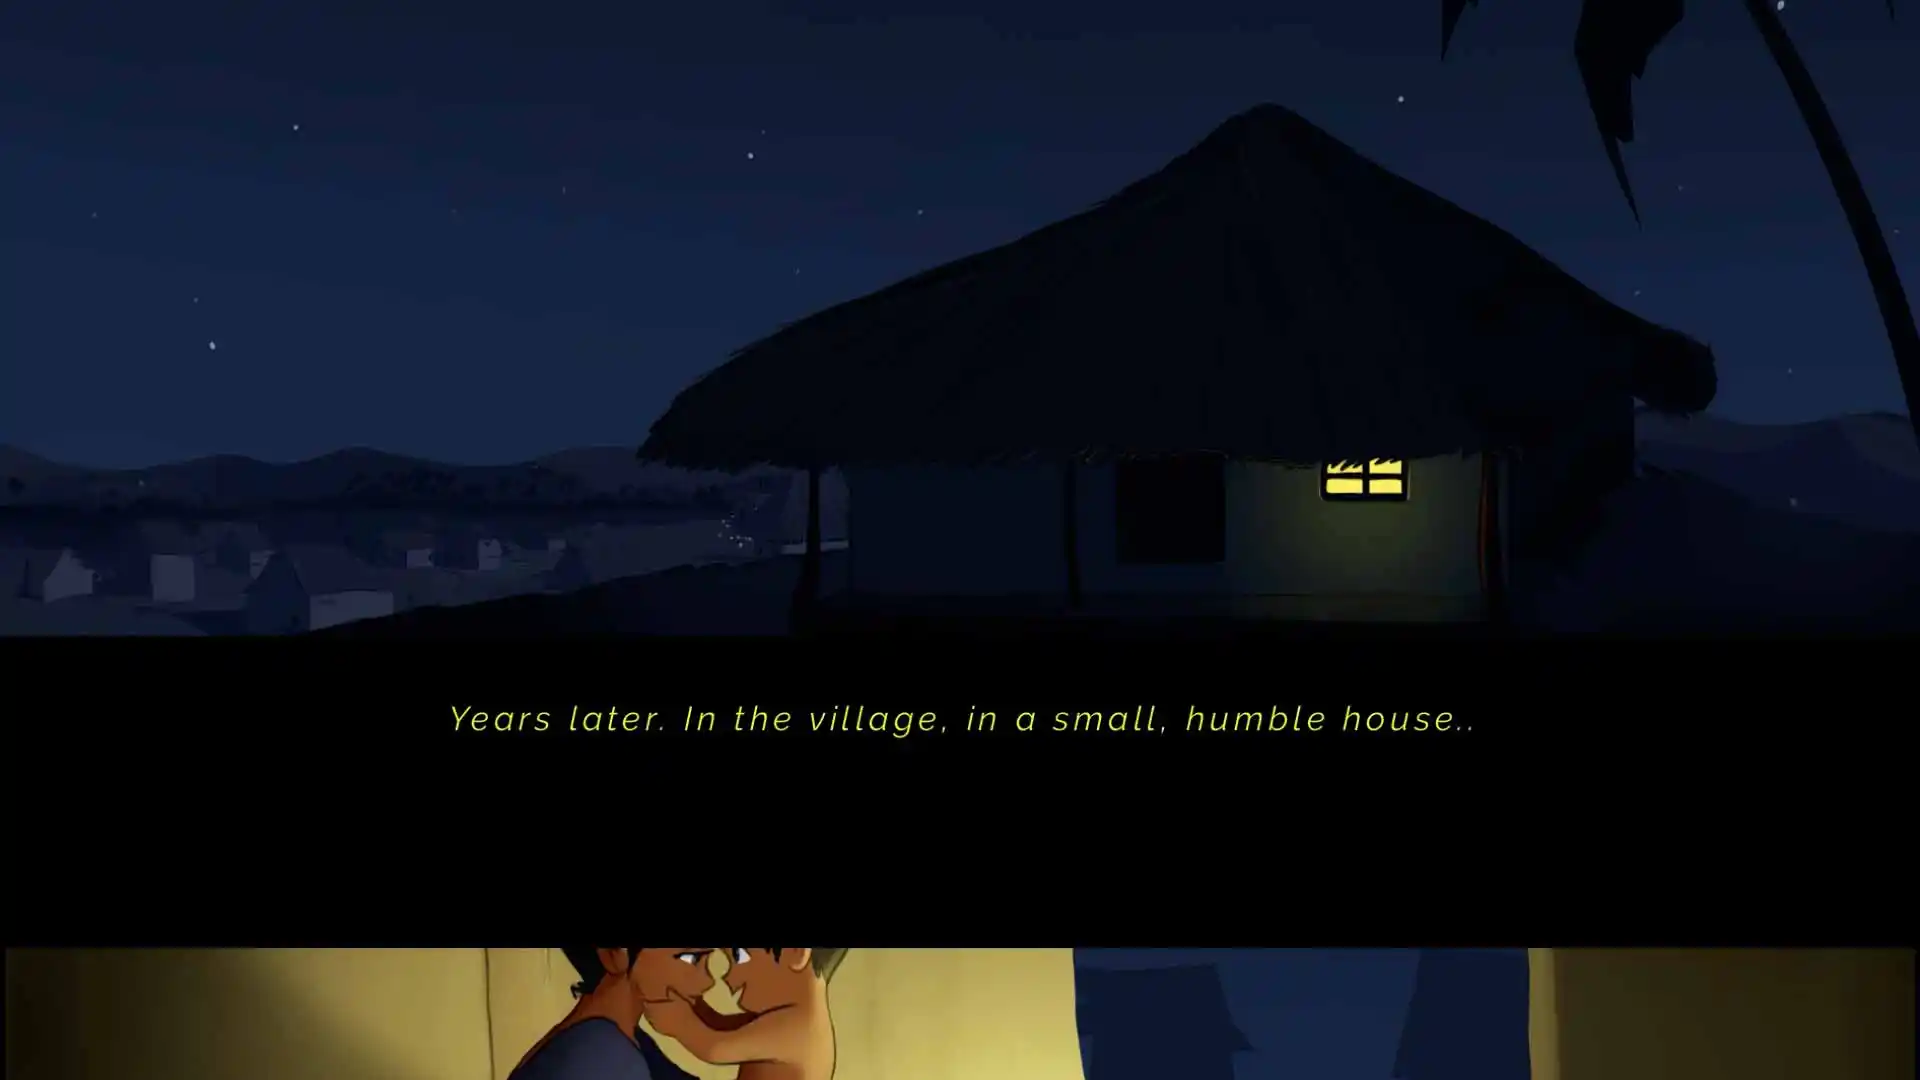 Years later. In the village, in a small, humble house..